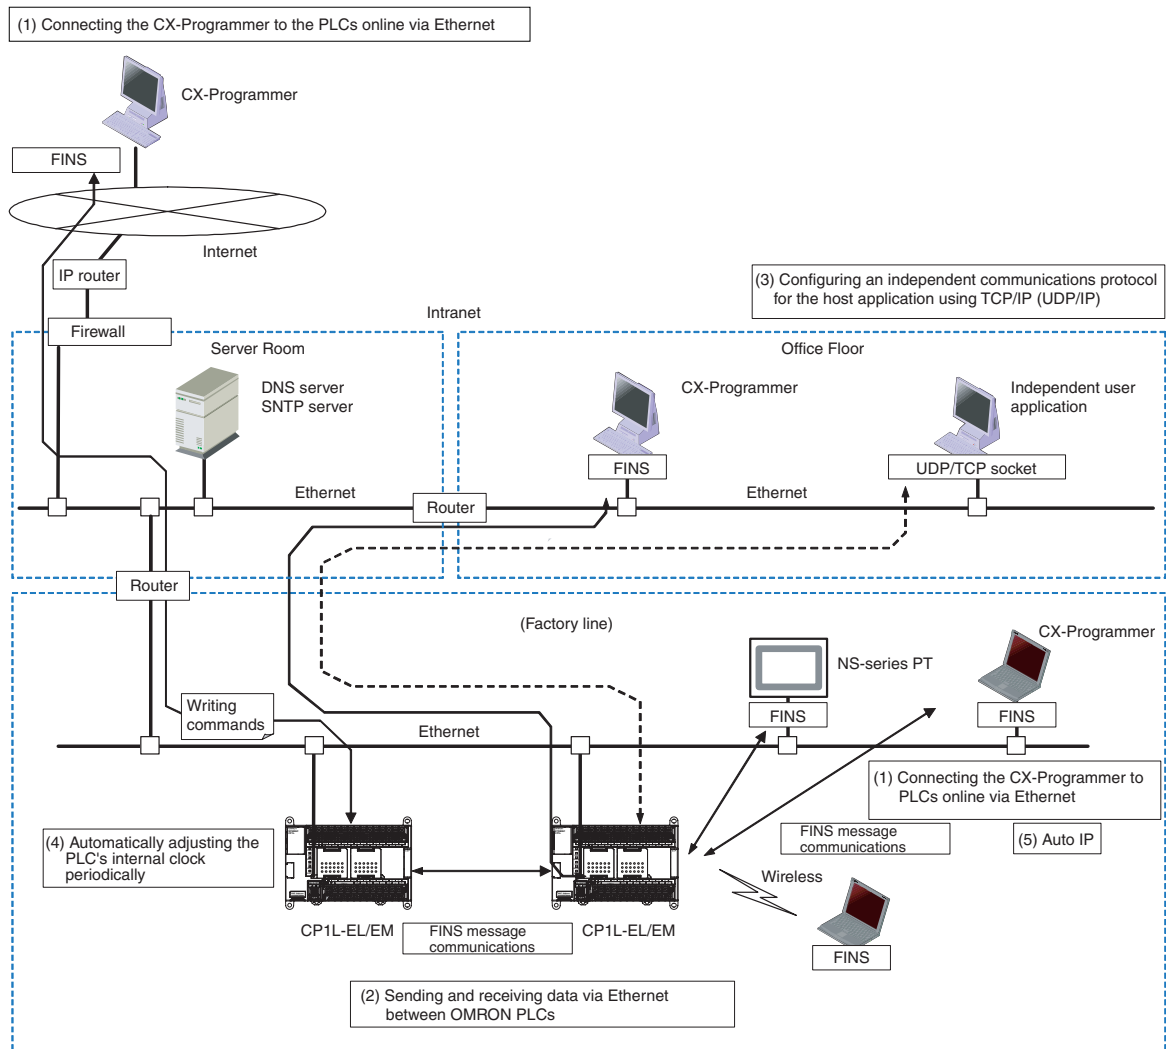 (1) Connecting the CX-Programmer to the PLCs online via Ethernet
CX-Programmer
FINS
Internet
IP router
(3) Configuring an independent communications protocol
for the host application using TCP/IP (UDP/IP)
Intranet
Firewall
Server Room
Office Floor
DNS server
SNTP server
CX-Programmer
Independent user
application
FINS
UDP/TCP socket
Ethernet
Router
Ethernet
Router
(Factory line)
CX-Programmer
NS-series PT
Writing
commands
FINS
FINS
Ethernet
(1) Connecting the CX-Programmer to
PLCs online via Ethernet
(4) Automatically adjusting the
PLC's internal clock
periodically
FINS message
communications
(5) Auto IP
Wireless
CP1L-EL/EM
FINS message
communications
CP1L-EL/EM
FINS
(2) Sending and receiving data via Ethernet
between OMRON PLCs